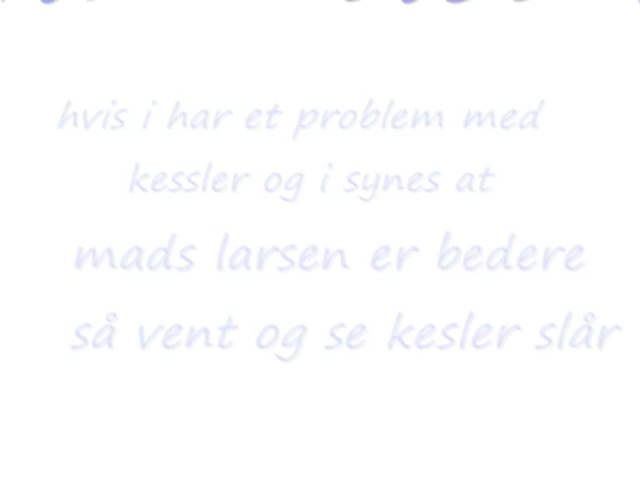 hvis i har et problem med
kessler og i synes at
mads larsen er bedere
så vent og se kesler slår